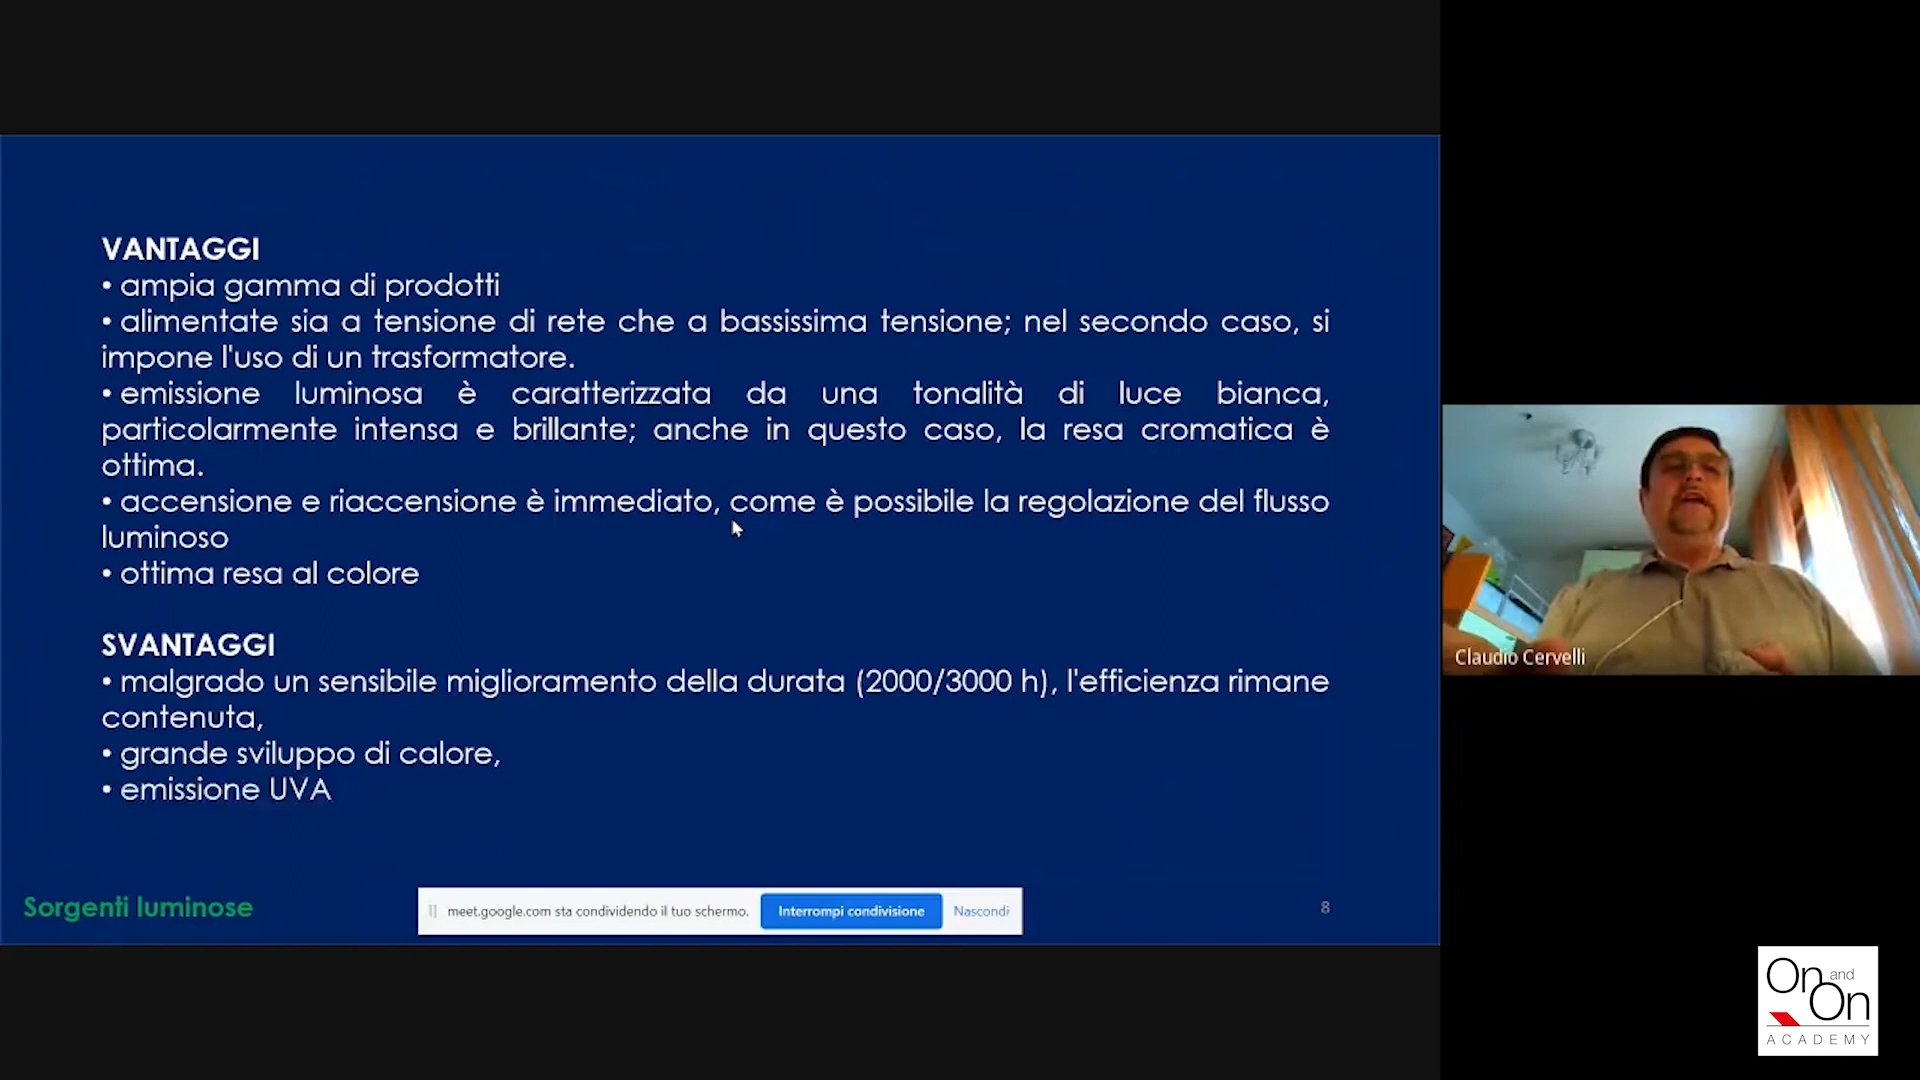 VANTAGGI
• ampia gamma di prodotti
• alimentate sia a tensione di rete che a bassissima tensione; nel secondo caso, si
impone l'uso di un trasformatore.
• emissione luminosa è caratterizzata da una tonalità di luce bianca,
particolarmente intensa e brillante; anche in questo caso, la resa cromatica è
ottima.
• accensione e riaccensione è immediato, come è possibile la regolazione del flusso
luminoso
• ottima resa al colore
SVANTAGGI
• malgrado un sensibile miglioramento della durata (2000/3000 h), l'efficienza rimane
contenuta,
• grande sviluppo di calore,
• emissione UVA
Sorgenti luminose
meet.google.com sta condividendo il tuo schermo.
Interrompi condivisione
Nascondi
8
Claudio Cervelli
On and
On
ACADEMY